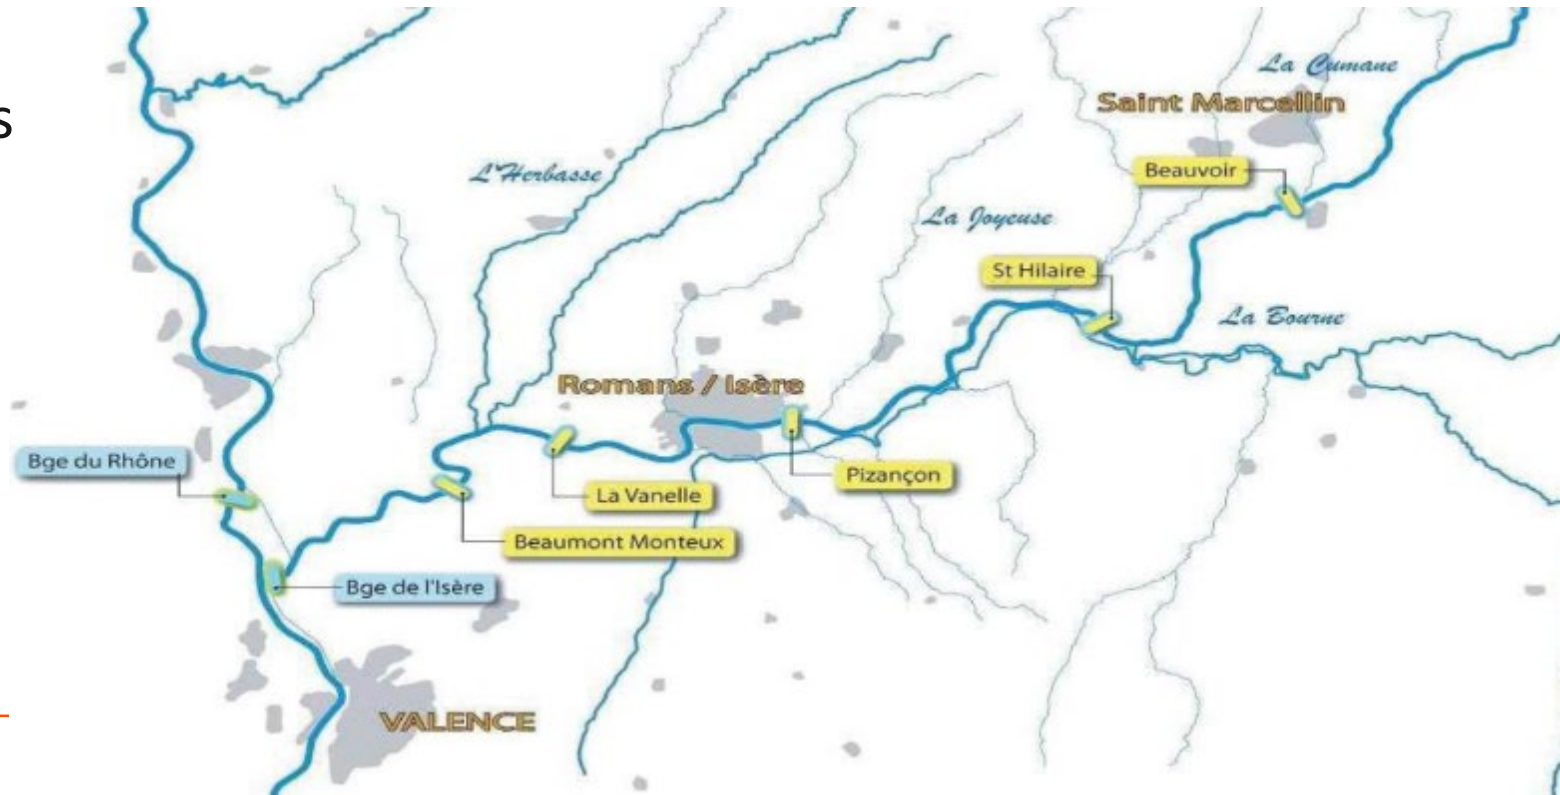 s
La Cumane
Saint Marcellin
Beauvoir
L'Herbasse
La Joyeuse
St Hilaire
La Bourne
Romans / Isère
Bge du Rhône
Pizançon
La Vanelle
Beaumont Monteux
Bge de l'Isère
VALENCE